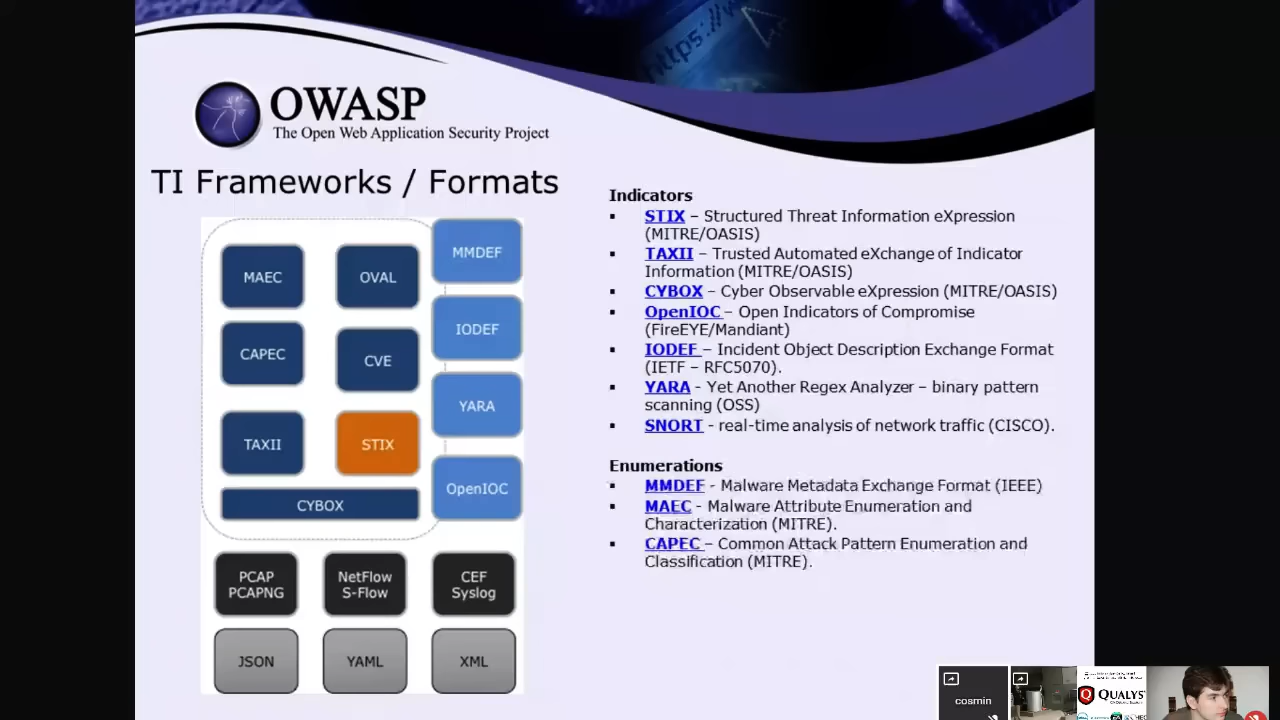 https://w
OWASP
The Open Web Application Security Project
TI Frameworks / Formats
MAEC
OVAL
MMDEF
CAPEC
CVE
IODEF
YARA
TAXII
STIX
OpenIOC
CYBOX
PCAP
PCAPNG
NetFlow
S-Flow
CEF
Syslog
JSON
YAML
XML
Indicators
▪ STIX – Structured Threat Information eXpression
(MITRE/OASIS)
▪ TAXII – Trusted Automated eXchange of Indicator
Information (MITRE/OASIS)
▪ CYBOX – Cyber Observable eXpression (MITRE/OASIS)
▪ OpenIOC – Open Indicators of Compromise
(FireEYE/Mandiant)
▪ IODEF – Incident Object Description Exchange Format
(IETF – RFC5070).
▪ YARA - Yet Another Regex Analyzer – binary pattern
scanning (OSS)
▪ SNORT - real-time analysis of network traffic (CISCO).
Enumerations
▪ MMDEF - Malware Metadata Exchange Format (IEEE)
▪ MAEC - Malware Attribute Enumeration and
Characterization (MITRE).
▪ CAPEC – Common Attack Pattern Enumeration and
Classification (MITRE).
cosmin
QUALYS